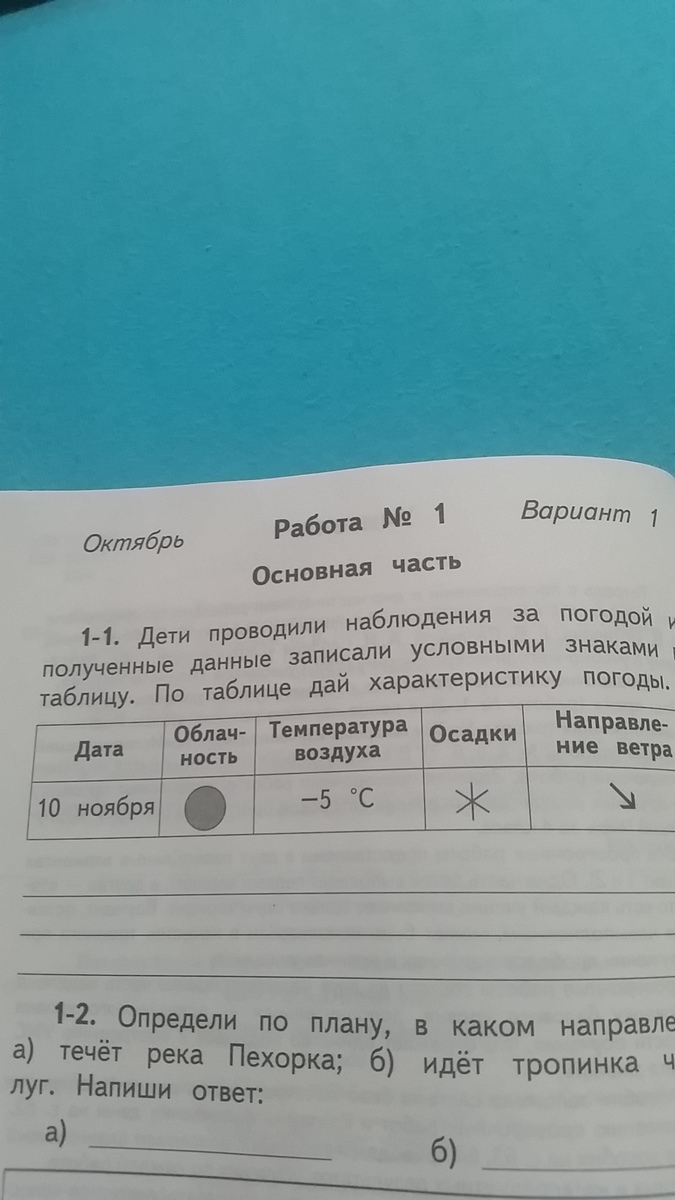 Октябрь Работа № 1 Вариант 1
Основная часть
1-1. Дети проводили наблюдения за погодой и
полученные данные записали условными знаками
таблицу. По таблице дай характеристику погоды.
Дата Облач- Температура Осадки Направле-
ность воздуха ние ветра
10 ноября −5 °С
1-2. Определи по плану, в каком направле
а) течёт река Пехорка; б) идёт тропинка ч
луг. Напиши ответ:
а) б)